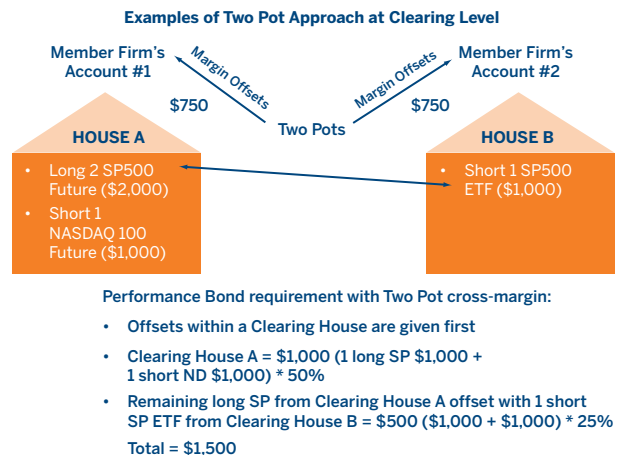 Examples of Two Pot Approach at Clearing Level
Member Firm's
Account #1
Margin Offsets
Margin Offsets
Member Firm's
Account #2
$750
$750
Two Pots
HOUSE A
HOUSE B
• Long 2 SP500
Future ($2,000)
• Short 1
NASDAQ 100
Future ($1,000)
• Short 1 SP500
ETF ($1,000)
Performance Bond requirement with Two Pot cross-margin:
• Offsets within a Clearing House are given first
• Clearing House A = $1,000 (1 long SP $1,000 +
1 short ND $1,000) * 50%
• Remaining long SP from Clearing House A offset with 1 short
SP ETF from Clearing House B = $500 ($1,000 + $1,000) * 25%
Total = $1,500